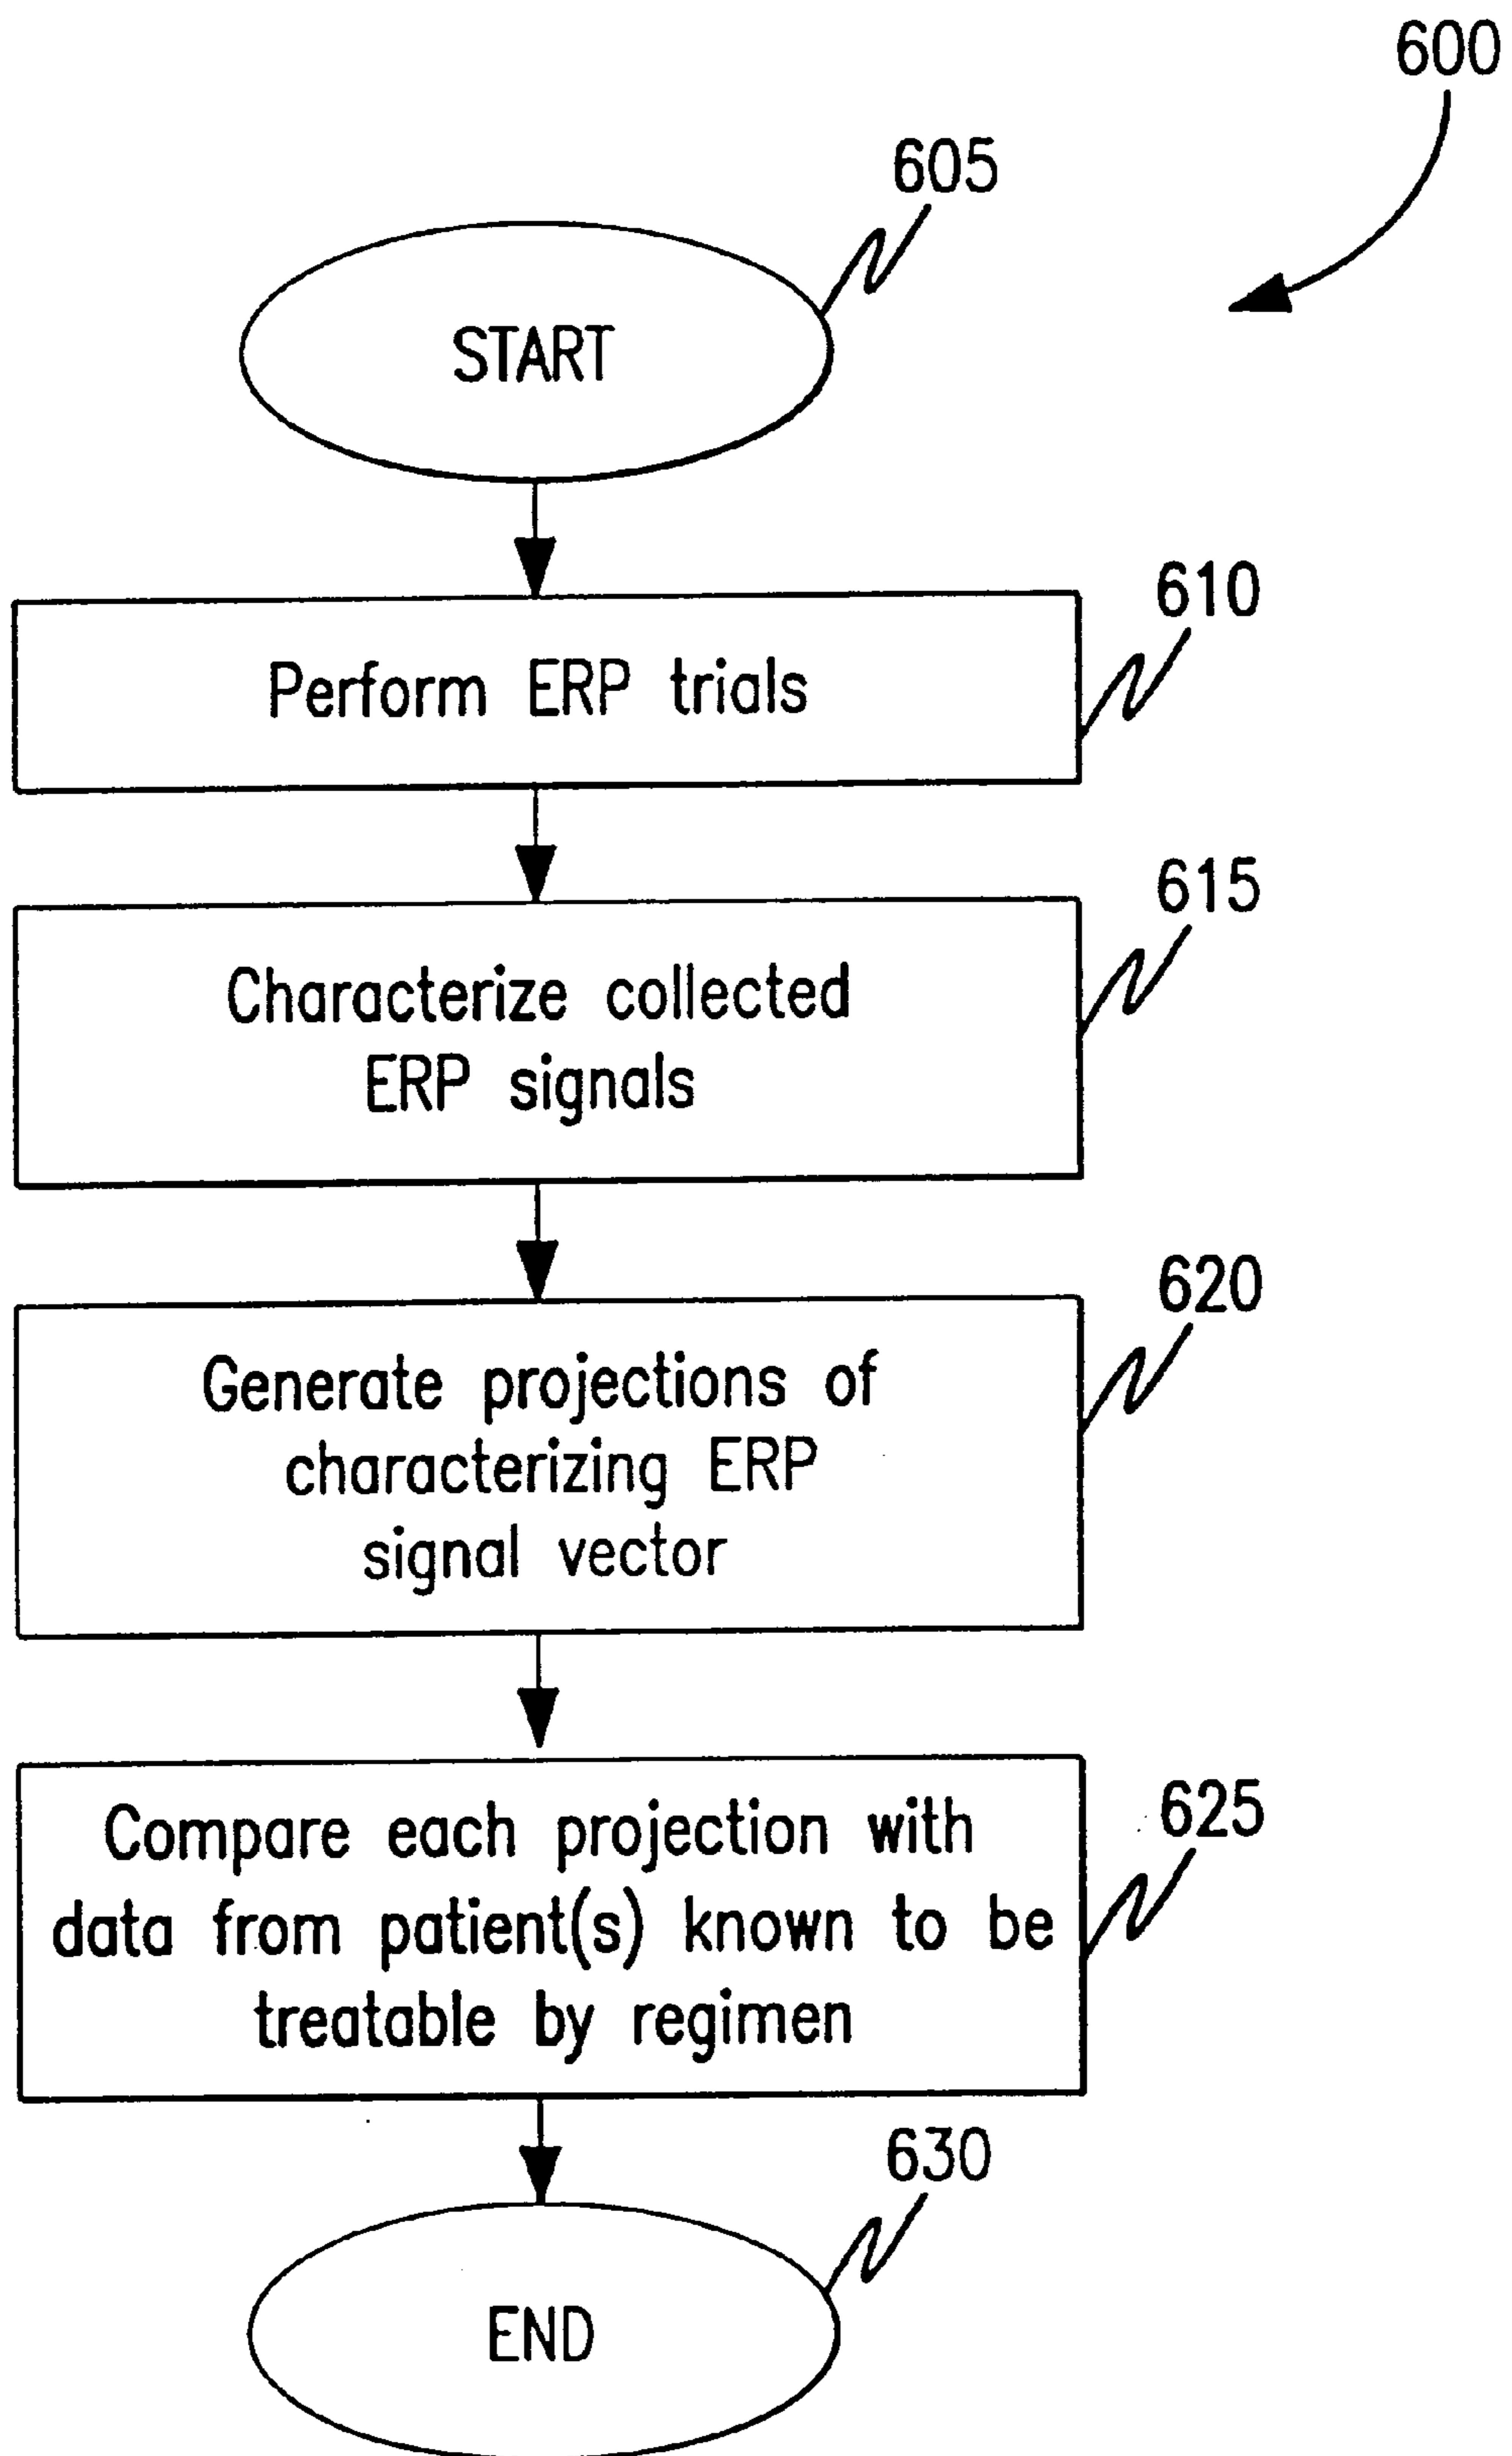 600
605
START
610
Perform ERP trials
615
Characterize collected
ERP signals
620
Generate projections of
characterizing ERP
signal vector
625
Compare each projection with
data from patient(s) known to be
treatable by regimen
630
END